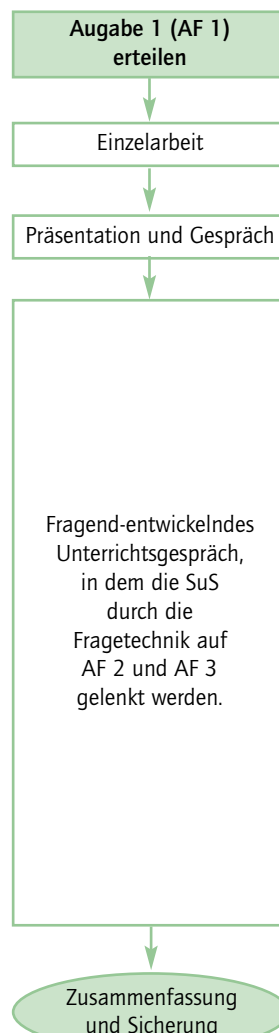 Augabe 1 (AF 1)
erteilen
Einzelarbeit
Präsentation und Gespräch
Fragend-entwickelndes
Unterrichtsgespräch,
in dem die SuS
durch die
Fragetechnik auf
AF 2 und AF 3
gelenkt werden.
Zusammenfassung
und Sicherung